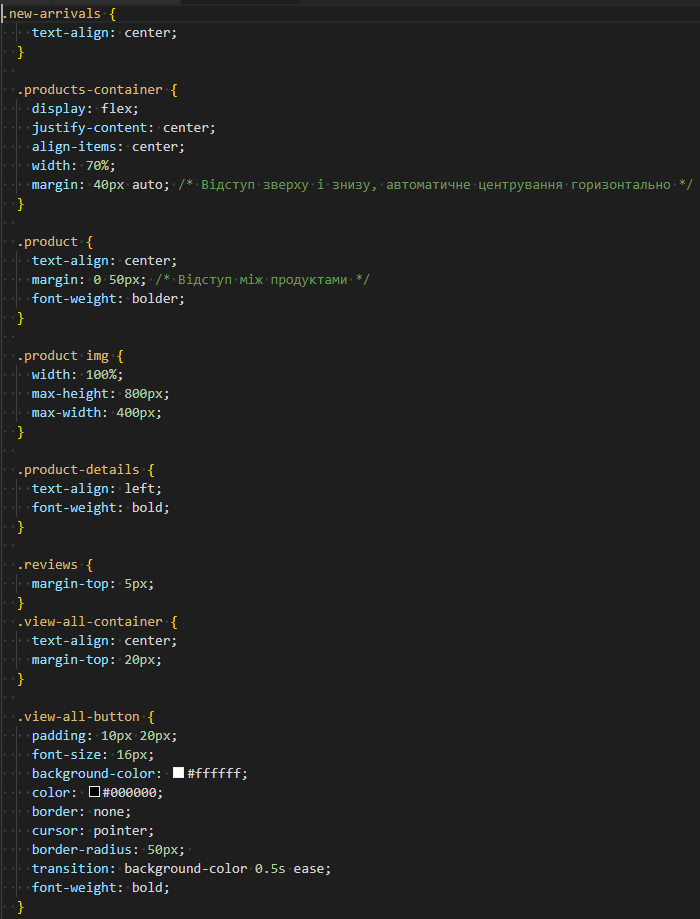 .new-arrivals {
    text-align: center;
  }

  .products-container {
    display: flex;
    justify-content: center;
    align-items: center;
    width: 70%;
    margin: 40px auto; /* Відступ зверху і знизу, автоматичне центрування горизонтально */
  }

  .product {
    text-align: center;
    margin: 0 50px; /* Відступ між продуктами */
    font-weight: bolder;
  }

  .product img {
    width: 100%;
    max-height: 800px;
    max-width: 400px;
  }

  .product-details {
    text-align: left;
    font-weight: bold;
  }

  .reviews {
    margin-top: 5px;
  }
  .view-all-container {
    text-align: center;
    margin-top: 20px;
  }

  .view-all-button {
    padding: 10px 20px;
    font-size: 16px;
    background-color: #ffffff;
    color: #000000;
    border: none;
    cursor: pointer;
    border-radius: 50px;
    transition: background-color 0.5s ease;
    font-weight: bold;
  }